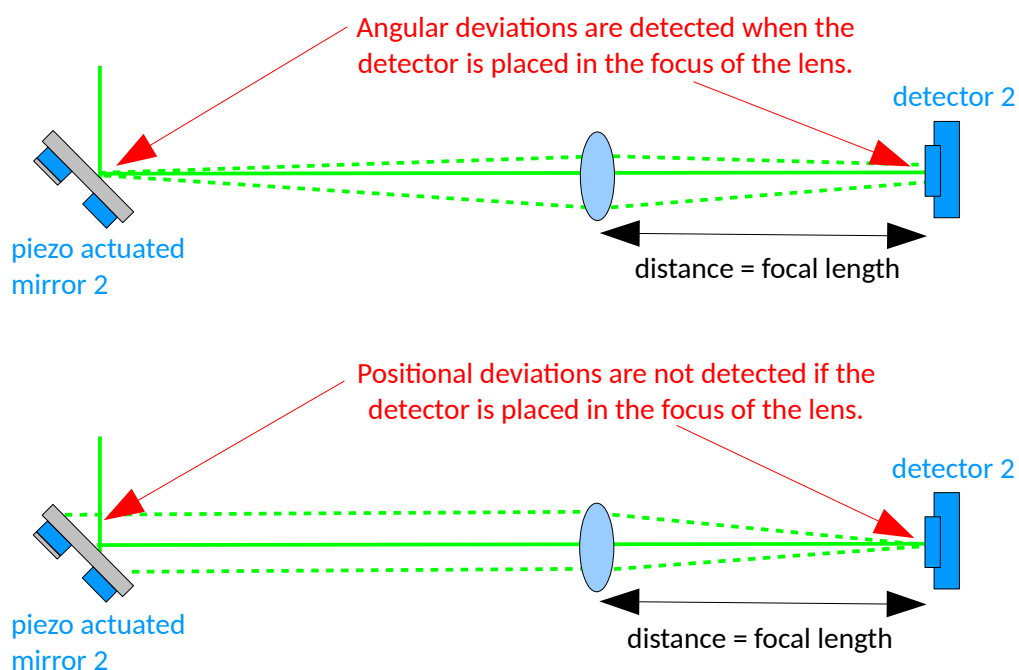 Angular deviations are detected when the
detector is placed in the focus of the lens.
detector 2
piezo actuated
mirror 2
distance = focal length
Positional deviations are not detected if the
detector is placed in the focus of the lens.
detector 2
piezo actuated
mirror 2
distance = focal length